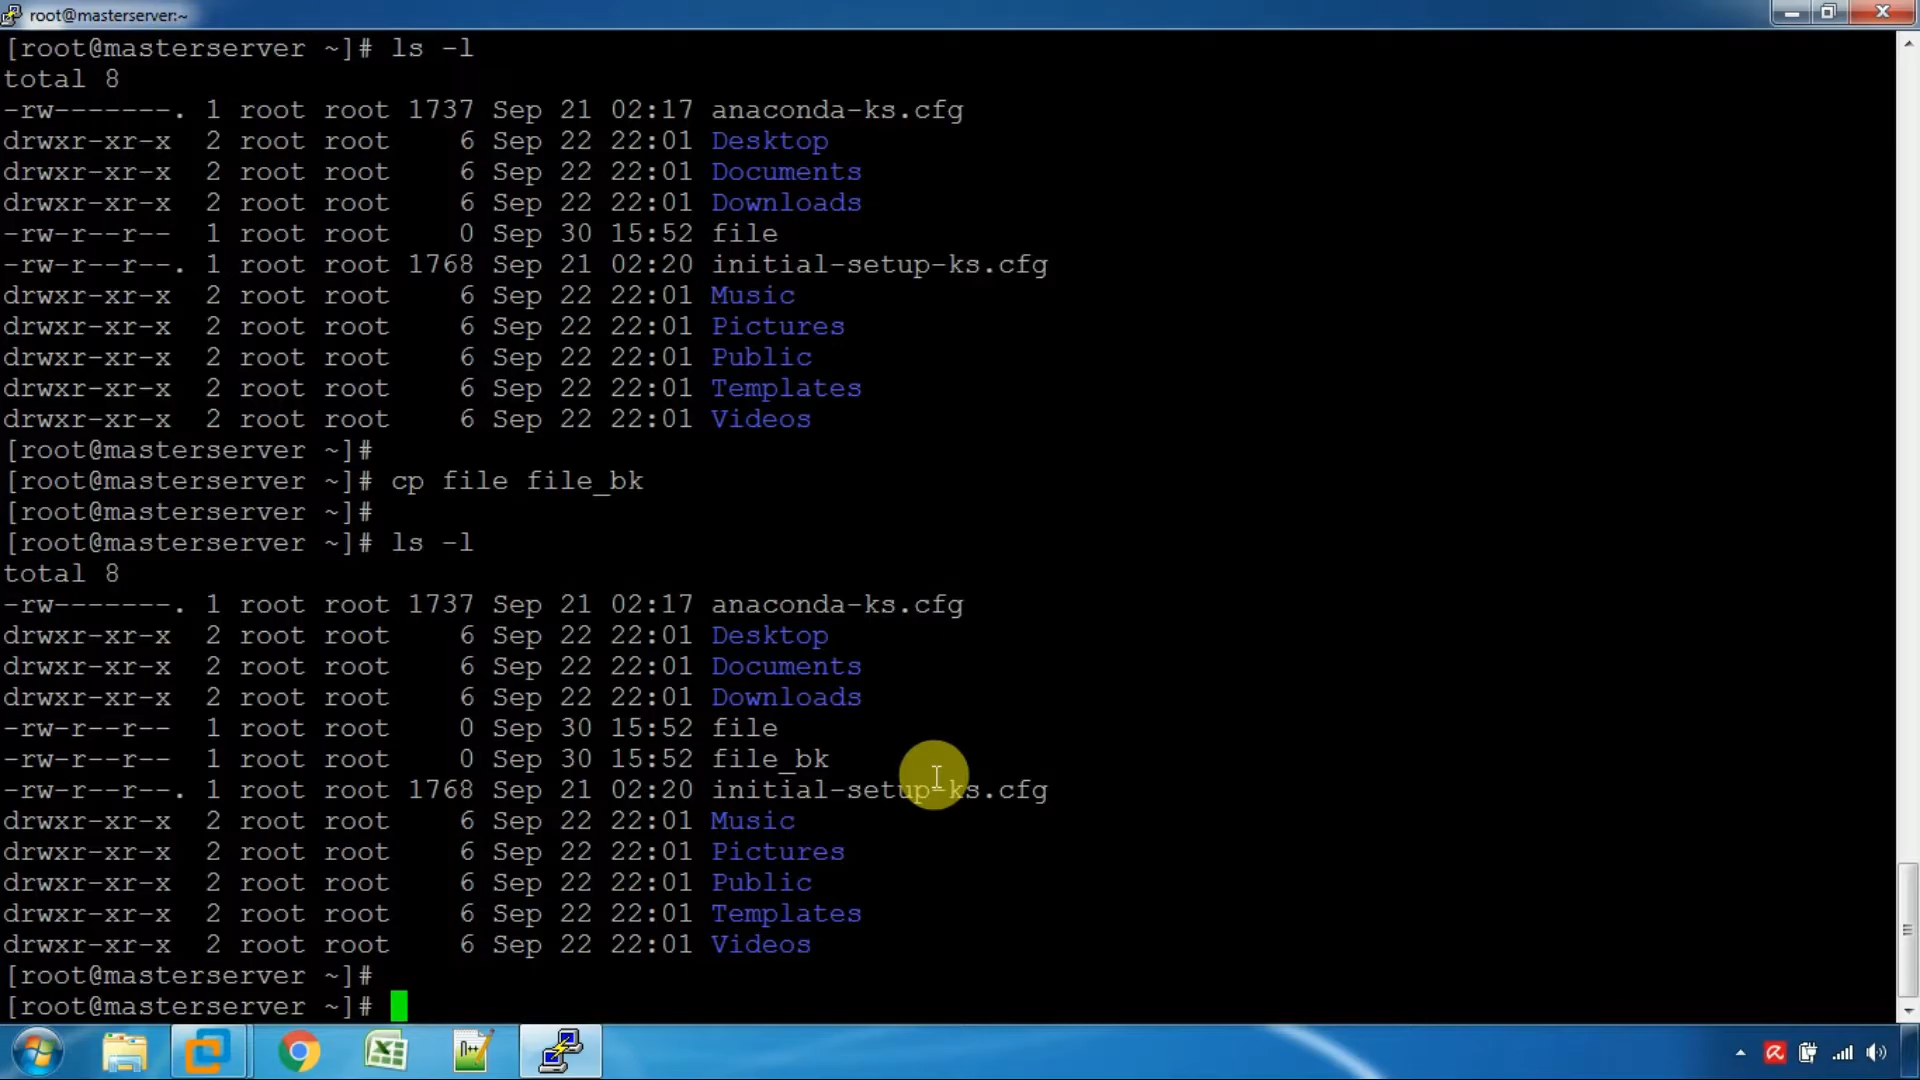 root@masterserver:~
[root@masterserver ~]# ls -l
total 8
-rw-------. 1 root root 1737 Sep 21 02:17 anaconda-ks.cfg
drwxr-xr-x  2 root root    6 Sep 22 22:01 Desktop
drwxr-xr-x  2 root root    6 Sep 22 22:01 Documents
drwxr-xr-x  2 root root    6 Sep 22 22:01 Downloads
-rw-r--r--  1 root root    0 Sep 30 15:52 file
-rw-r--r--. 1 root root 1768 Sep 21 02:20 initial-setup-ks.cfg
drwxr-xr-x  2 root root    6 Sep 22 22:01 Music
drwxr-xr-x  2 root root    6 Sep 22 22:01 Pictures
drwxr-xr-x  2 root root    6 Sep 22 22:01 Public
drwxr-xr-x  2 root root    6 Sep 22 22:01 Templates
drwxr-xr-x  2 root root    6 Sep 22 22:01 Videos
[root@masterserver ~]#
[root@masterserver ~]# cp file file_bk
[root@masterserver ~]#
[root@masterserver ~]# ls -l
total 8
-rw-------. 1 root root 1737 Sep 21 02:17 anaconda-ks.cfg
drwxr-xr-x  2 root root    6 Sep 22 22:01 Desktop
drwxr-xr-x  2 root root    6 Sep 22 22:01 Documents
drwxr-xr-x  2 root root    6 Sep 22 22:01 Downloads
-rw-r--r--  1 root root    0 Sep 30 15:52 file
-rw-r--r--  1 root root    0 Sep 30 15:52 file_bk
-rw-r--r--. 1 root root 1768 Sep 21 02:20 initial-setup-ks.cfg
drwxr-xr-x  2 root root    6 Sep 22 22:01 Music
drwxr-xr-x  2 root root    6 Sep 22 22:01 Pictures
drwxr-xr-x  2 root root    6 Sep 22 22:01 Public
drwxr-xr-x  2 root root    6 Sep 22 22:01 Templates
drwxr-xr-x  2 root root    6 Sep 22 22:01 Videos
[root@masterserver ~]#
[root@masterserver ~]#